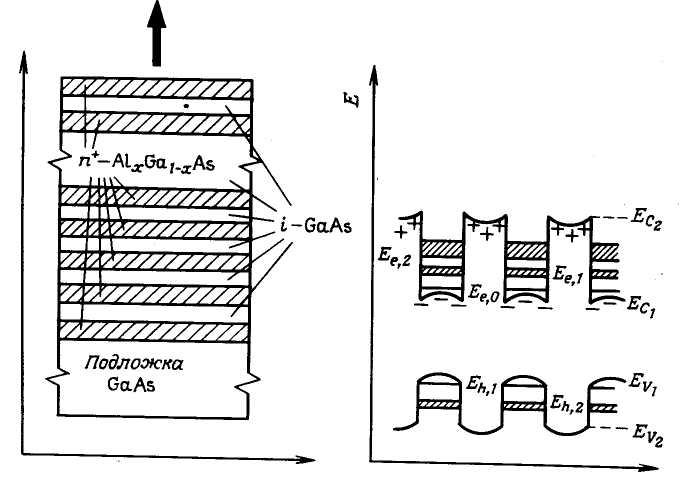 n⁺–AlₓGa₁₋ₓAs
i–GaAs
Подложка
GaAs
E
E_C₂
E_e,2
E_e,1
E_e,0
E_C₁
E_h,1
E_V₁
E_h,2
E_V₂